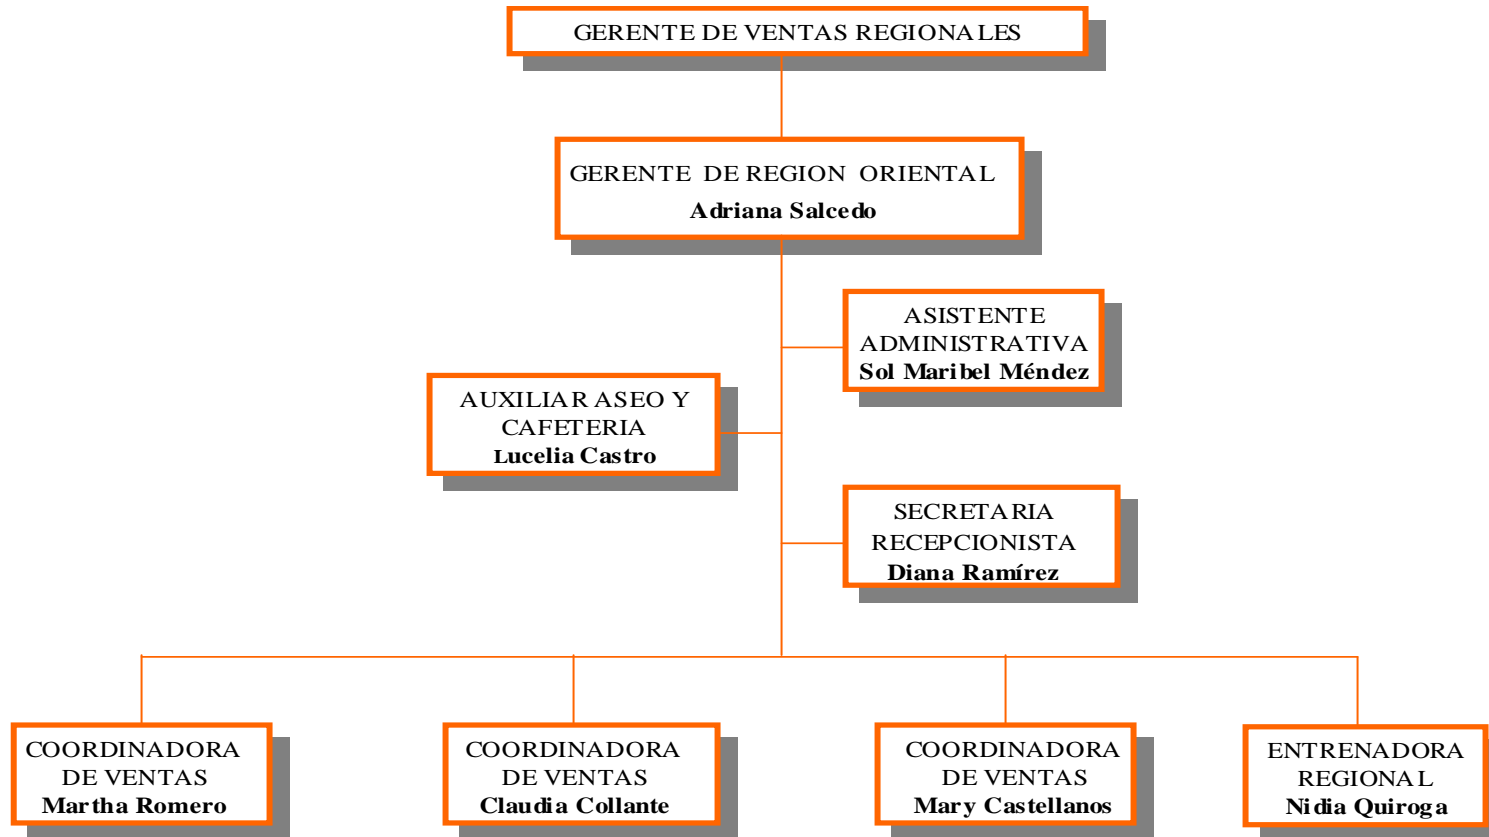 GERENTE DE VENTAS REGIONALES
GERENTE DE REGION ORIENTAL
Adriana Salcedo
ASISTENTE
ADMINISTRATIVA
Sol Maribel Méndez
AUXILIAR ASEO Y
CAFETERIA
Lucelia Castro
SECRETARIA
RECEPCIONISTA
Diana Ramírez
COORDINADORA
DE VENTAS
Martha Romero
COORDINADORA
DE VENTAS
Claudia Collante
COORDINADORA
DE VENTAS
Mary Castellanos
ENTRENADORA
REGIONAL
Nidia Quiroga